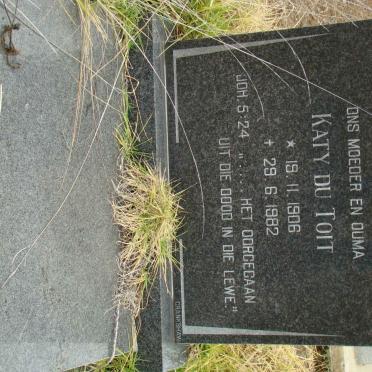 ONS MOEDER EN OUMA
KATY DU TOIT
★ 19.11.1906
+ 29.6.1982
JOH. 5:24 „.... HET OORGEGAAN
UIT DIE DOOD IN DIE LEWE.”